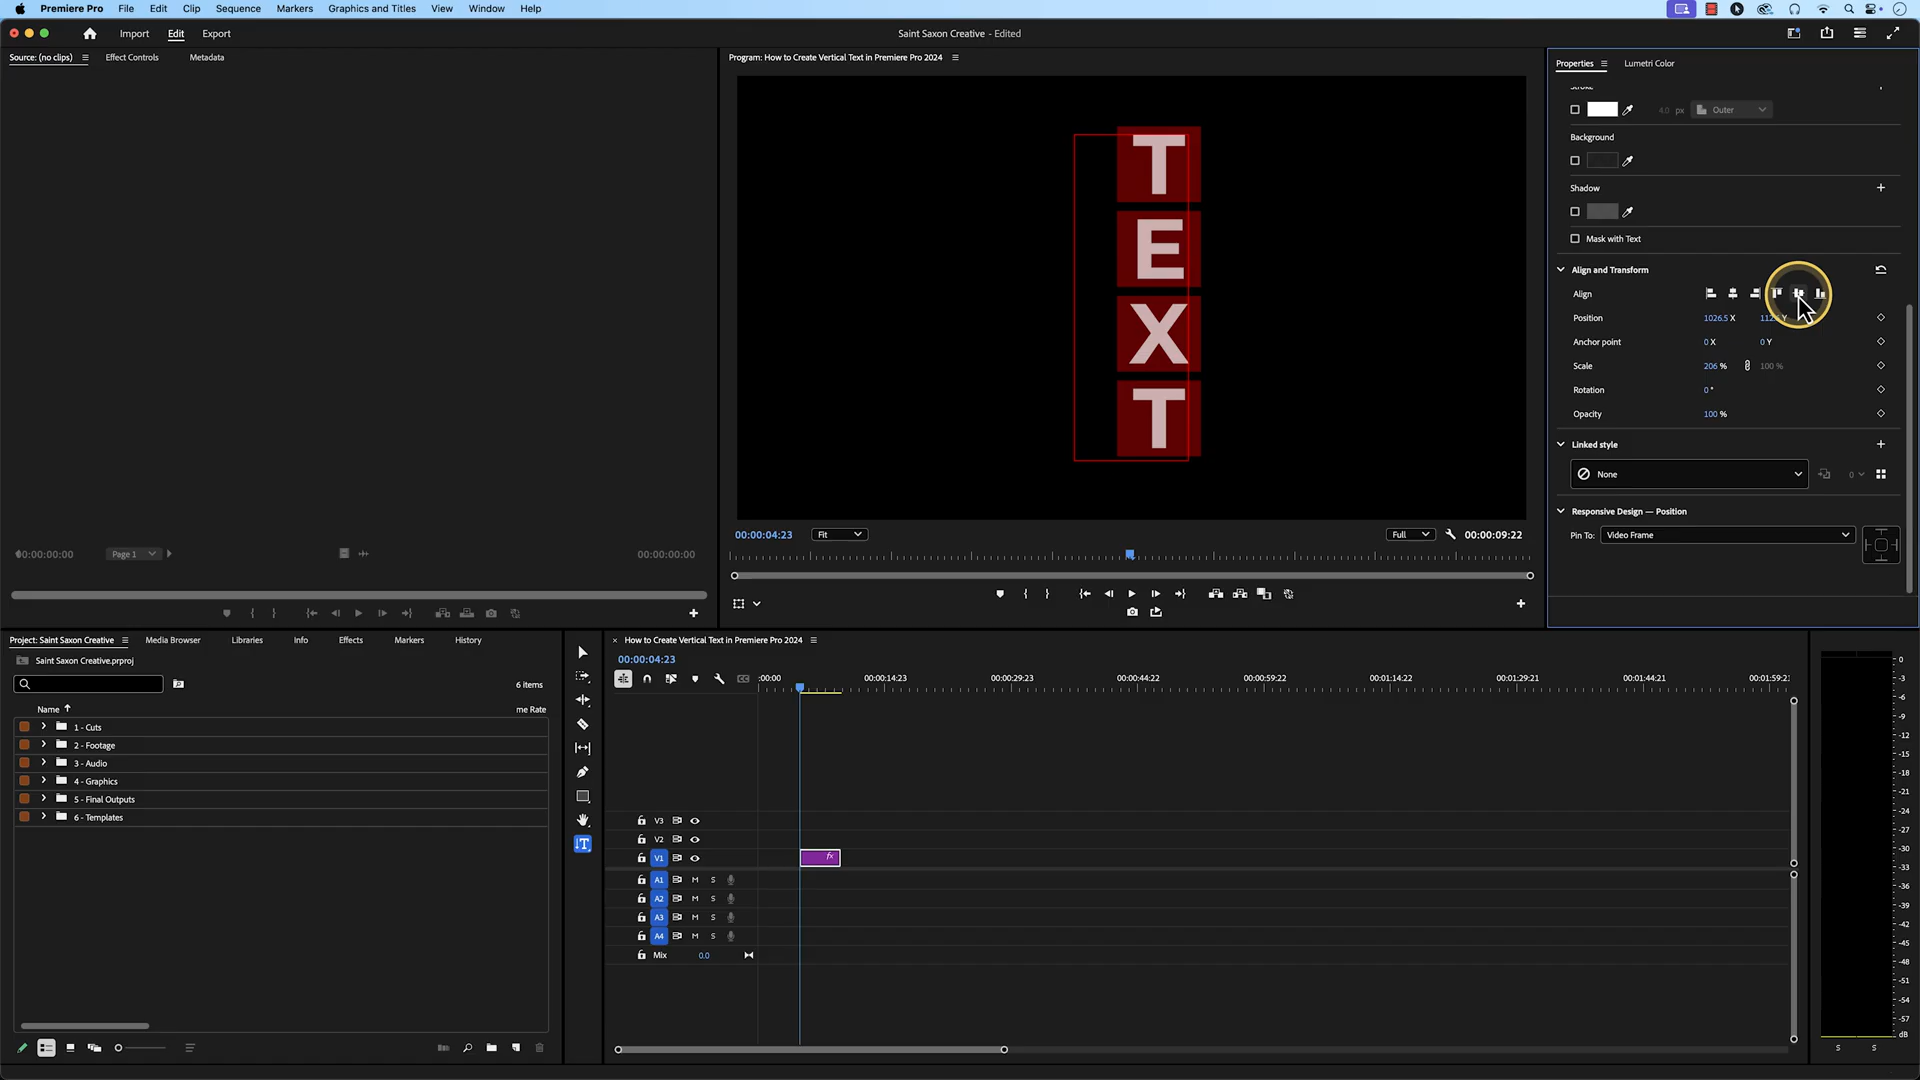 Premiere Pro File Edit Clip Sequence Markers Graphics and Titles View Window Help
Import Edit Export
Saint Saxon Creative - Edited
Source: (no clips) Effect Controls Metadata
Program: How to Create Vertical Text in Premiere Pro 2024
T
E
X
T
Properties Lumetri Color
Stroke
4.0 px Outer
Background
Shadow
Mask with Text
Align and Transform
Align
Position 1026.5 X
Anchor point 0 X 0 Y
Scale 206 % 100 %
Rotation 0°
Opacity 100 %
Linked style
None
0
Responsive Design — Position
Pin To: Video Frame
00:00:00:00 Page 1 00:00:00:00
00:00:04:23 Fit Full 00:00:09:22
Project: Saint Saxon Creative Media Browser Libraries Info Effects Markers History
Saint Saxon Creative.prproj
6 items
Name me Rate
1 - Cuts
2 - Footage
3 - Audio
4 - Graphics
5 - Final Outputs
6 - Templates
How to Create Vertical Text in Premiere Pro 2024
00:00:04:23
:00:00 00:00:14:23 00:00:29:23 00:00:44:22 00:00:59:22 00:01:14:22 00:01:29:21 00:01:44:21 00:01:59:2
V3
V2
V1 fx
A1 M S
A2 M S
A3 M S
A4 M S
Mix 0.0
0
-3
-6
-9
-12
-15
-18
-21
-24
-27
-30
-33
-36
-39
-42
-45
-48
-51
-54
-57
dB
S S